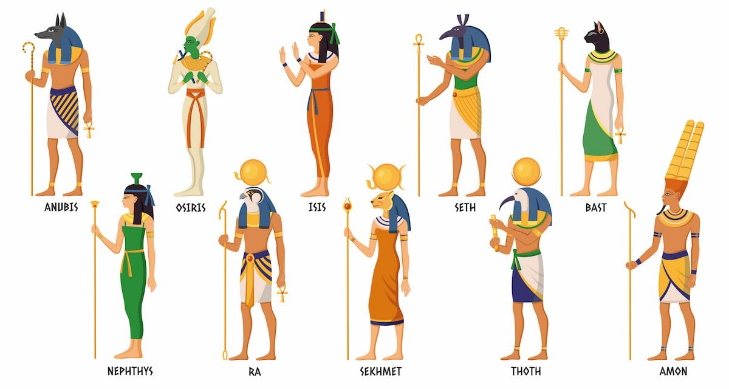 ANUBIS
OSIRIS
ISIS
SETH
BAST
NEPHTHYS
RA
SEKHMET
THOTH
AMON